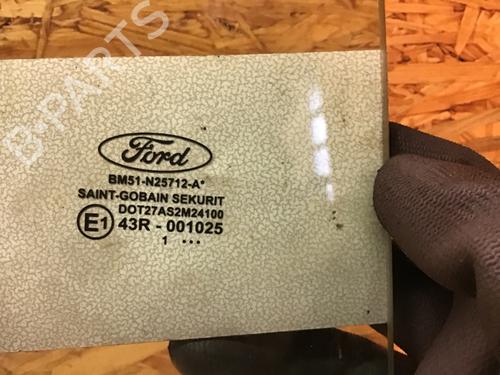 B-PARTS
Ford
BM51-N25712-A*
SAINT-GOBAIN SEKURIT
DOT27AS2M24100
E1 43R - 001025
1 •••